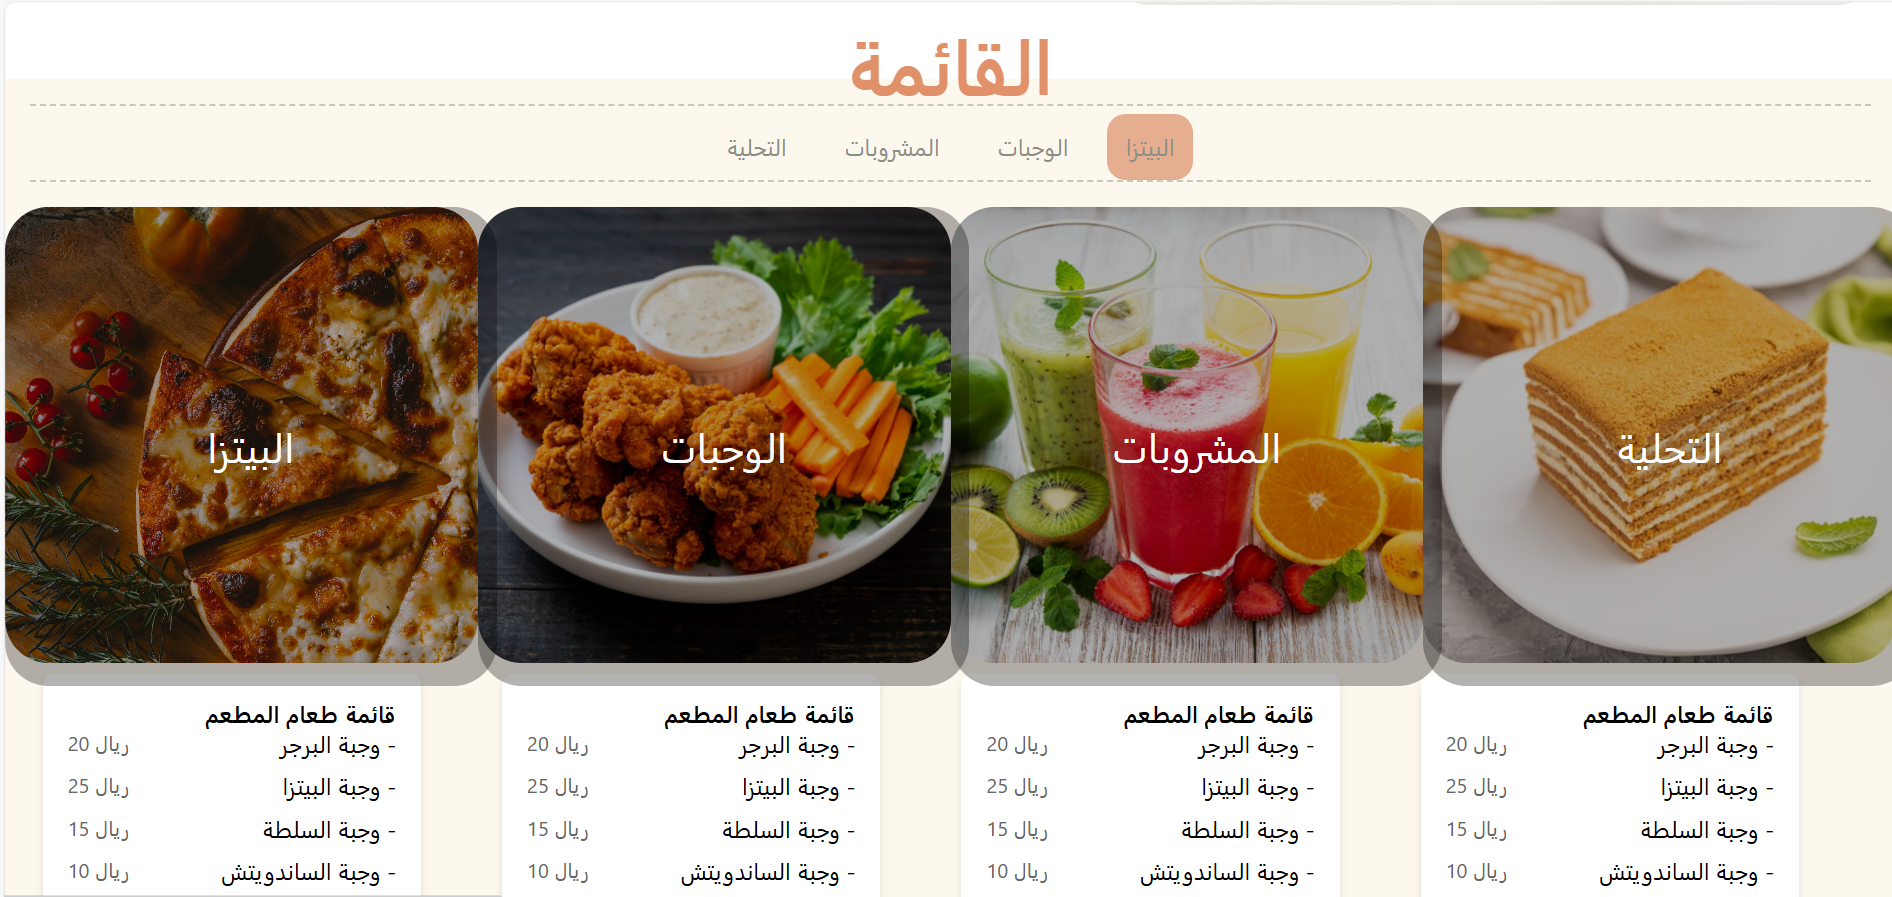 القائمة
البيتزا
الوجبات
المشروبات
التحلية
البيتزا
الوجبات
المشروبات
التحلية
قائمة طعام المطعم
- وجبة البرجر 20 ريال
- وجبة البيتزا 25 ريال
- وجبة السلطة 15 ريال
- وجبة الساندويتش 10 ريال
قائمة طعام المطعم
- وجبة البرجر 20 ريال
- وجبة البيتزا 25 ريال
- وجبة السلطة 15 ريال
- وجبة الساندويتش 10 ريال
قائمة طعام المطعم
- وجبة البرجر 20 ريال
- وجبة البيتزا 25 ريال
- وجبة السلطة 15 ريال
- وجبة الساندويتش 10 ريال
قائمة طعام المطعم
- وجبة البرجر 20 ريال
- وجبة البيتزا 25 ريال
- وجبة السلطة 15 ريال
- وجبة الساندويتش 10 ريال